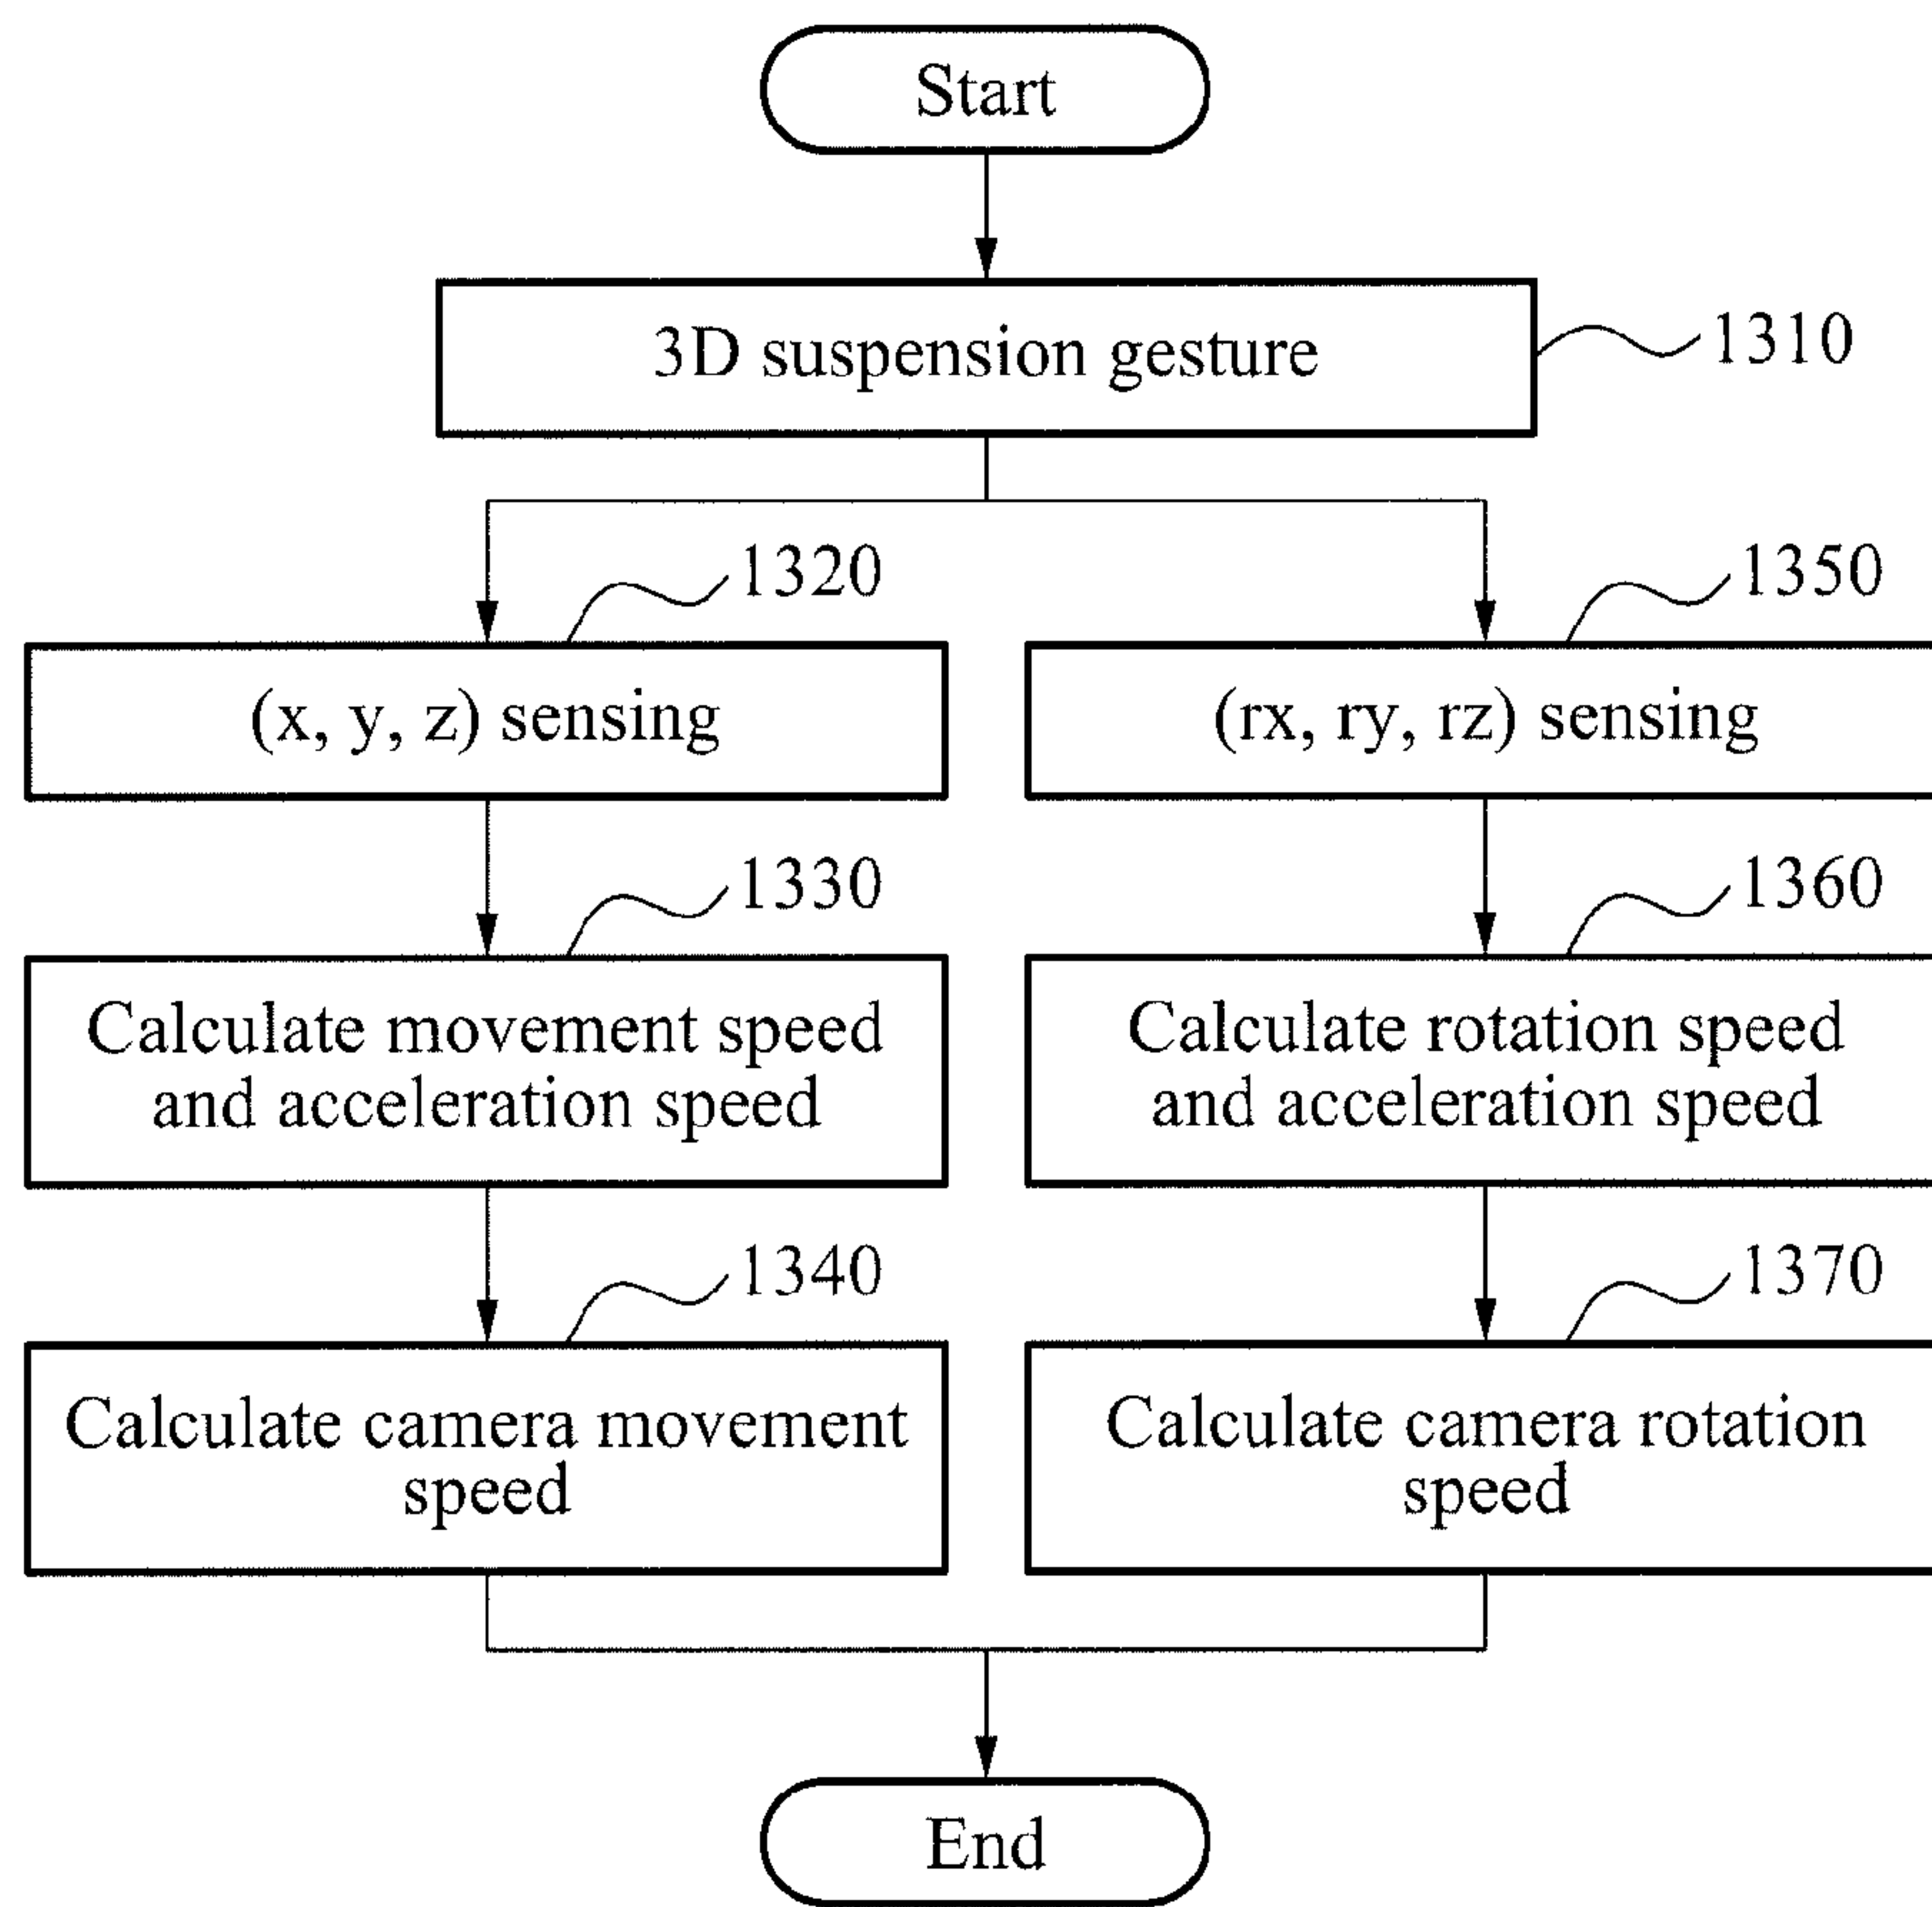 Start
3D suspension gesture
1310
1320
1350
(x, y, z) sensing
(rx, ry, rz) sensing
1330
1360
Calculate movement speed
and acceleration speed
Calculate rotation speed
and acceleration speed
1340
1370
Calculate camera movement
speed
Calculate camera rotation
speed
End